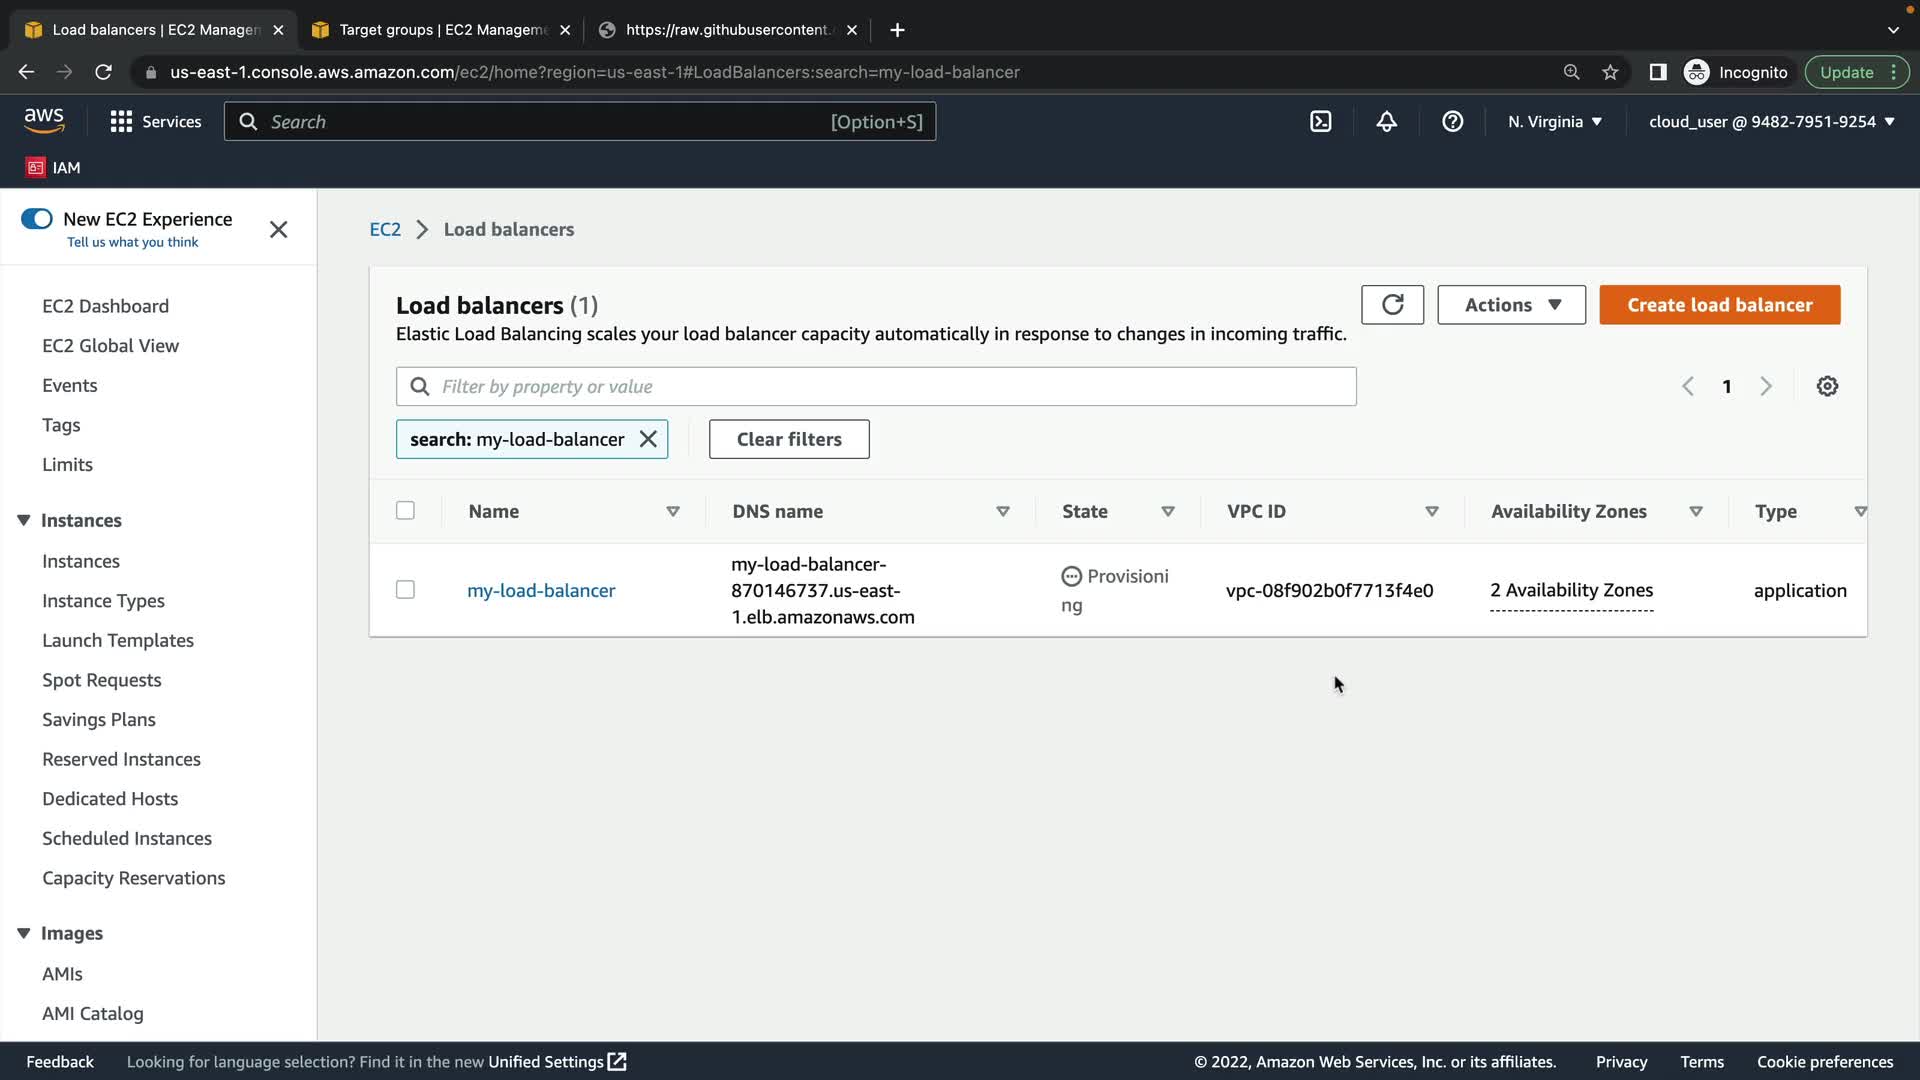 Load balancers | EC2 Managem
Target groups | EC2 Manageme
https://raw.githubusercontent.
us-east-1.console.aws.amazon.com/ec2/home?region=us-east-1#LoadBalancers:search=my-load-balancer
Incognito
Update
aws
Services
Search
[Option+S]
N. Virginia
cloud_user @ 9482-7951-9254
IAM
New EC2 Experience
Tell us what you think
EC2 Dashboard
EC2 Global View
Events
Tags
Limits
Instances
Instances
Instance Types
Launch Templates
Spot Requests
Savings Plans
Reserved Instances
Dedicated Hosts
Scheduled Instances
Capacity Reservations
Images
AMIs
AMI Catalog
EC2
Load balancers
Load balancers (1)
Elastic Load Balancing scales your load balancer capacity automatically in response to changes in incoming traffic.
Actions
Create load balancer
Filter by property or value
1
search: my-load-balancer
Clear filters
Name
DNS name
State
VPC ID
Availability Zones
Type
my-load-balancer
my-load-balancer-
870146737.us-east-
1.elb.amazonaws.com
Provisioni
ng
vpc-08f902b0f7713f4e0
2 Availability Zones
application
Feedback
Looking for language selection? Find it in the new Unified Settings
© 2022, Amazon Web Services, Inc. or its affiliates.
Privacy
Terms
Cookie preferences